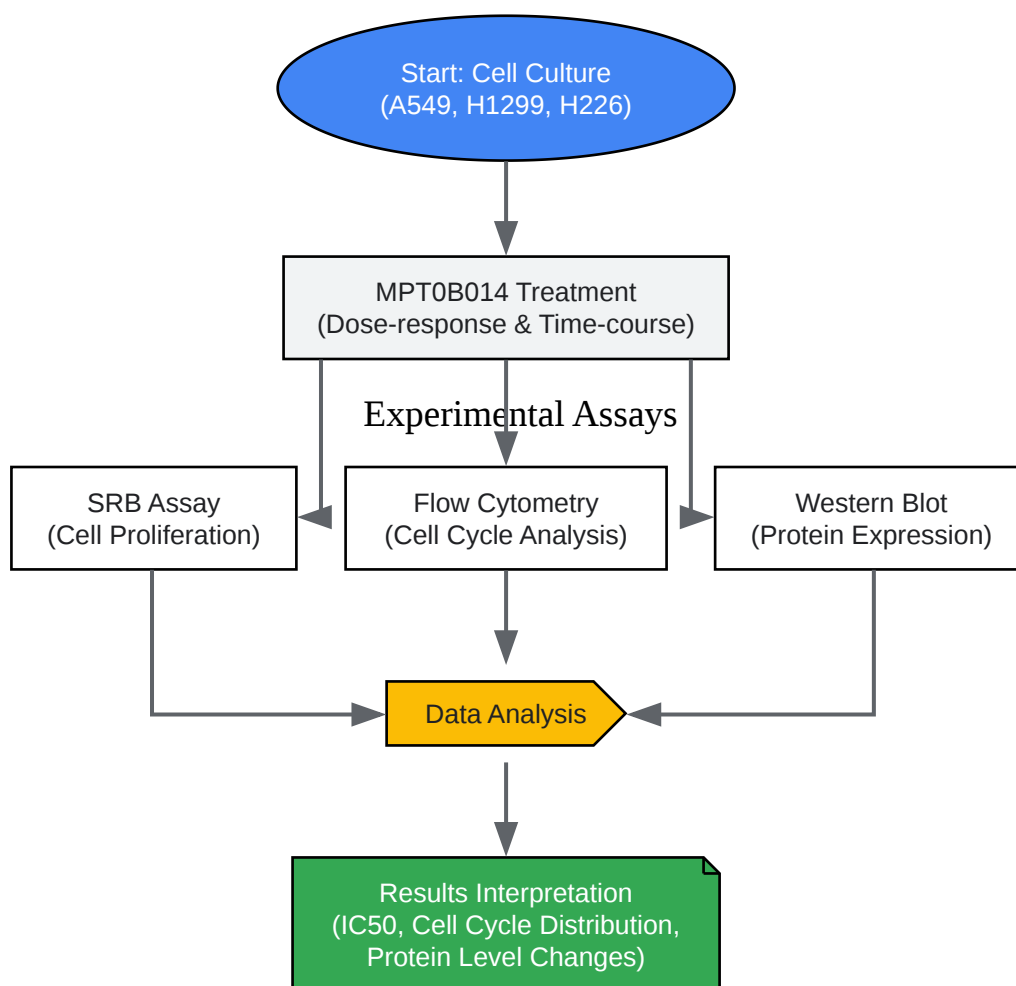 Start: Cell Culture
(A549, H1299, H226)
MPT0B014 Treatment
(Dose-response & Time-course)
Experimental Assays
SRB Assay
(Cell Proliferation)
Flow Cytometry
(Cell Cycle Analysis)
Western Blot
(Protein Expression)
Data Analysis
Results Interpretation
(IC50, Cell Cycle Distribution,
Protein Level Changes)